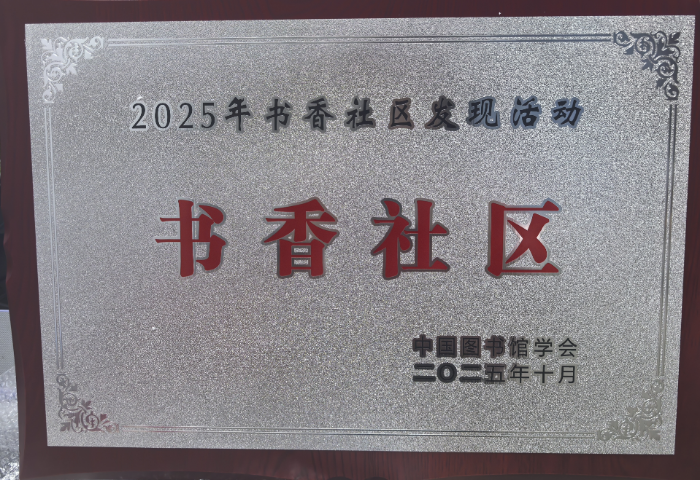 2025年书香社区发现活动
书香社区
中国图书馆学会
二〇二五年十月